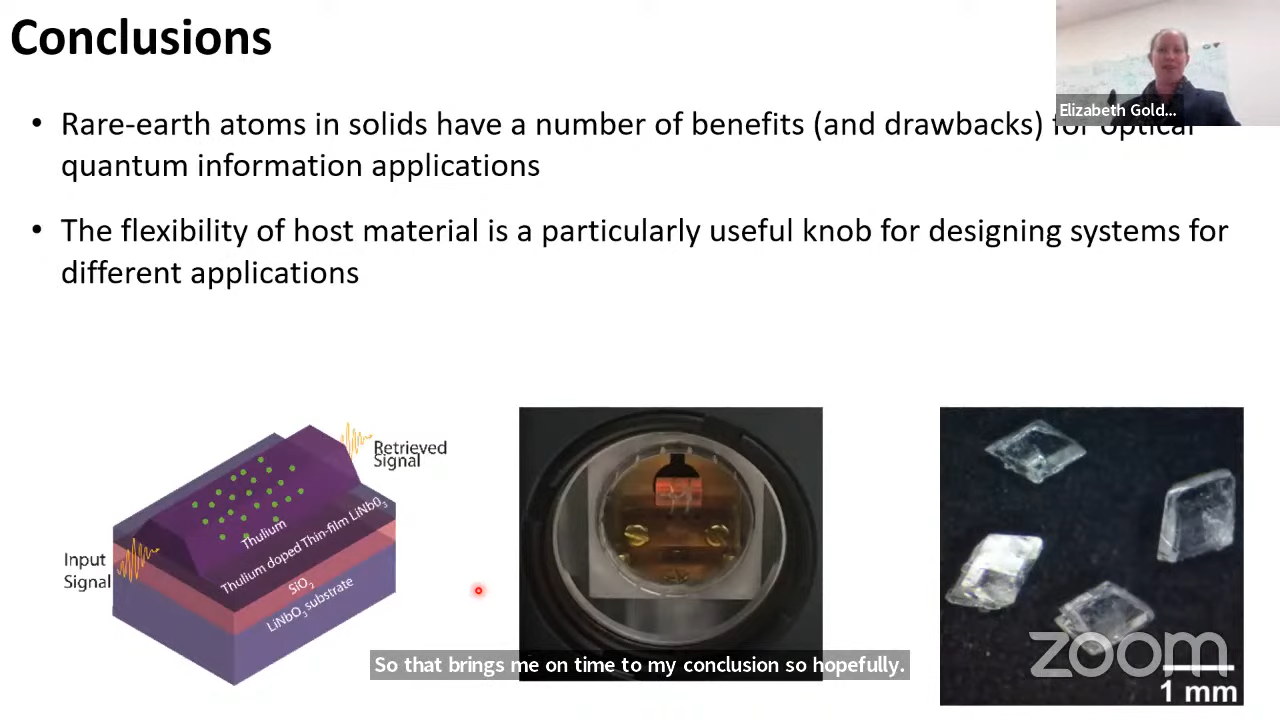 Conclusions
Elizabeth Gold...
• Rare-earth atoms in solids have a number of benefits (and drawbacks) for optical
quantum information applications
• The flexibility of host material is a particularly useful knob for designing systems for
different applications
Retrieved
Signal
Thulium
Thulium doped Thin-film LiNbO₃
SiO₂
LiNbO₃ substrate
Input
Signal
So that brings me on time to my conclusion so hopefully.
zoom
1 mm